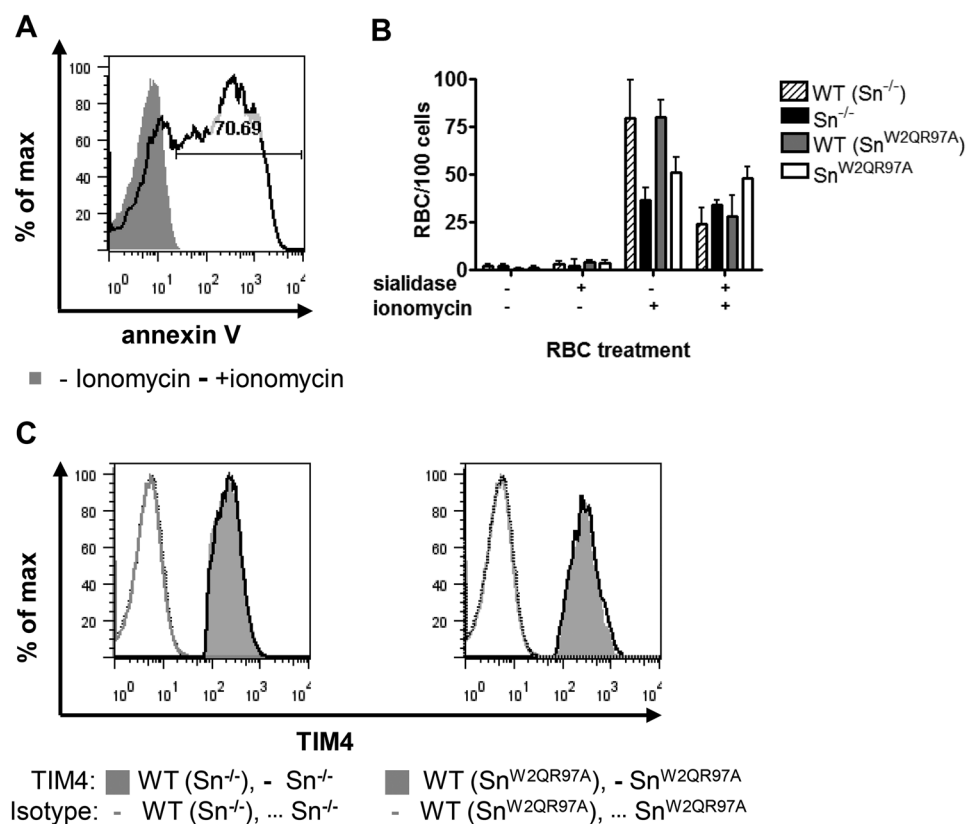 A
% of max
100
80
60
40
20
70.69
10⁰ 10¹ 10² 10³ 10⁴
annexin V
■ - Ionomycin - +ionomycin
B
RBC/100 cells
100
75
50
25
0
sialidase - + - +
ionomycin - - + +
RBC treatment
WT (Sn⁻/⁻)
Sn⁻/⁻
WT (Sn^W2QR97A)
Sn^W2QR97A
C
% of max
100
80
60
40
20
10⁰ 10¹ 10² 10³ 10⁴
100
80
60
40
20
10⁰ 10¹ 10² 10³ 10⁴
TIM4
TIM4: ■ WT (Sn⁻/⁻), - Sn⁻/⁻ ■ WT (Sn^W2QR97A), - Sn^W2QR97A
Isotype: - WT (Sn⁻/⁻), ... Sn⁻/⁻ - WT (Sn^W2QR97A), ... Sn^W2QR97A